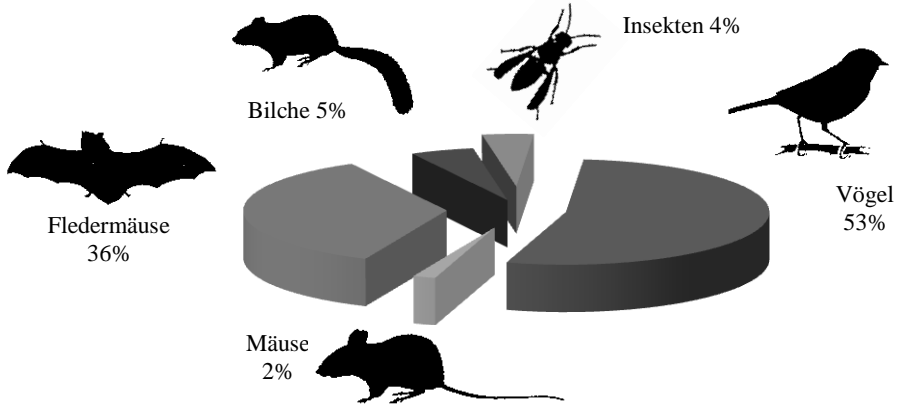 Insekten 4%
Bilche 5%
Vögel
53%
Fledermäuse
36%
Mäuse
2%